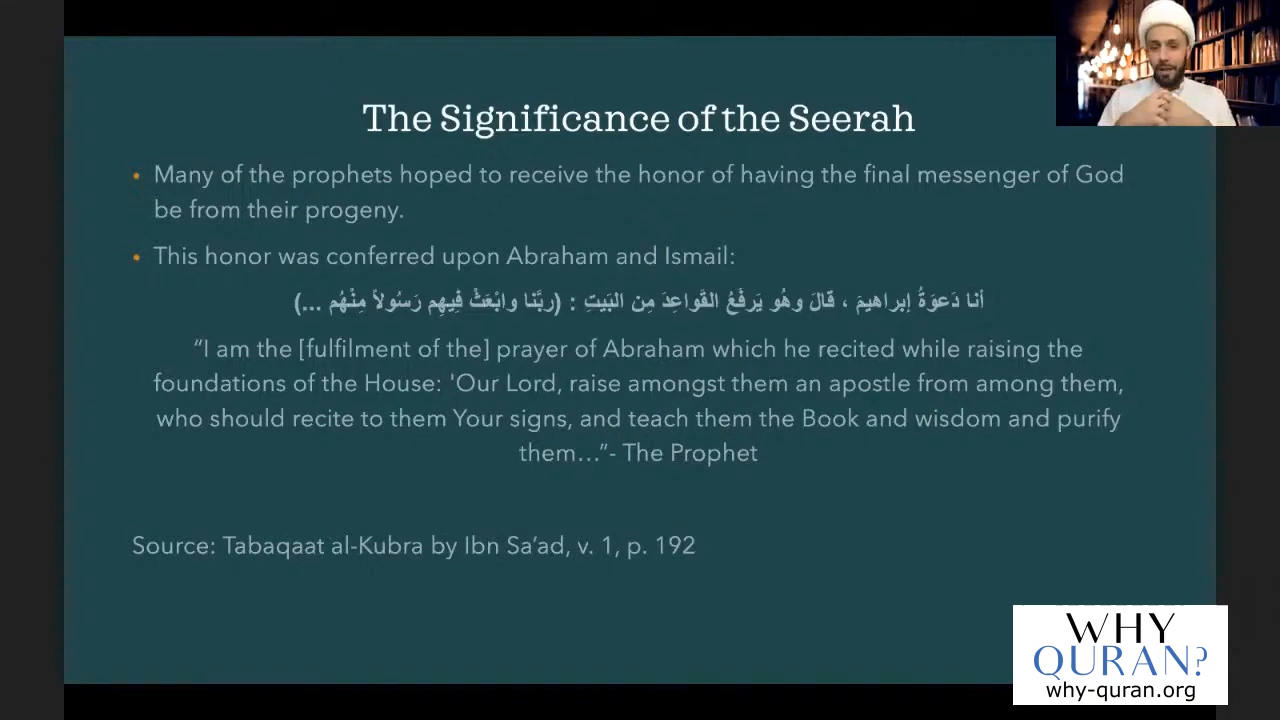 The Significance of the Seerah
• Many of the prophets hoped to receive the honor of having the final messenger of God
be from their progeny.
• This honor was conferred upon Abraham and Ismail:
أنا دَعوَةُ إبراهيمَ ، قالَ وهُو يَرفَعُ القَواعِدَ مِن البَيتِ : (ربَّنا وابْعَثْ فِيهِم رَسُولاً مِنْهُم ...)
“I am the [fulfilment of the] prayer of Abraham which he recited while raising the
foundations of the House: 'Our Lord, raise amongst them an apostle from among them,
who should recite to them Your signs, and teach them the Book and wisdom and purify
them…”- The Prophet
Source: Tabaqaat al-Kubra by Ibn Sa’ad, v. 1, p. 192
WHY
QURAN?
why-quran.org